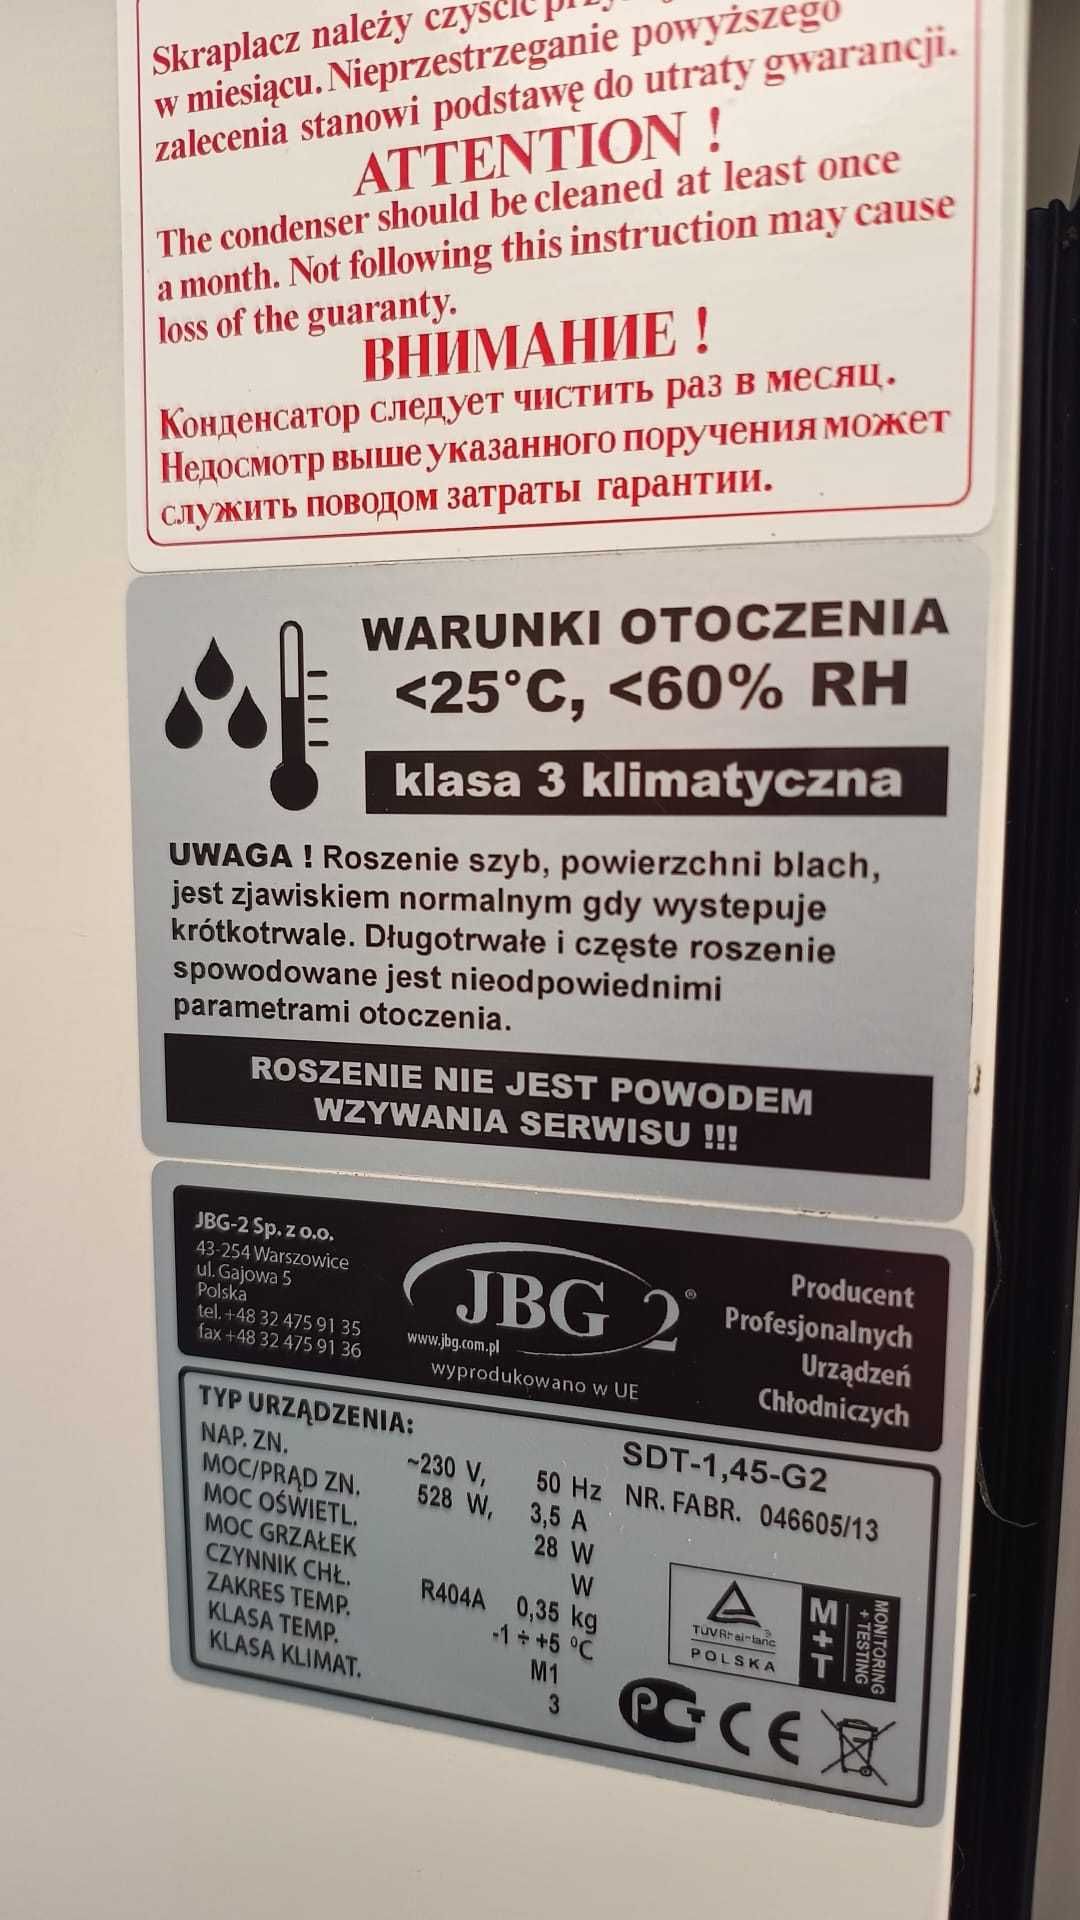 Skraplacz należy czyścić
w miesiącu. Nieprzestrzeganie powyższego
zalecenia stanowi podstawę do utraty gwarancji.
ATTENTION !
The condenser should be cleaned at least once
a month. Not following this instruction may cause
loss of the guaranty.
ВНИМАНИЕ !
Конденсатор следует чистить раз в месяц.
Недосмотр выше указанного поручения может
служить поводом затраты гарантии.
WARUNKI OTOCZENIA
<25°C, <60% RH
klasa 3 klimatyczna
UWAGA ! Roszenie szyb, powierzchni blach,
jest zjawiskiem normalnym gdy wystepuje
krótkotrwale. Długotrwałe i częste roszenie
spowodowane jest nieodpowiednimi
parametrami otoczenia.
ROSZENIE NIE JEST POWODEM
WZYWANIA SERWISU !!!
JBG-2 Sp. z o.o.
43-254 Warszowice
ul. Gajowa 5
Polska
tel. +48 32 475 91 35
fax +48 32 475 91 36
JBG 2®
www.jbg.com.pl
wyprodukowano w UE
Producent
Profesjonalnych
Urządzeń
Chłodniczych
TYP URZĄDZENIA: SDT-1,45-G2
NAP. ZN. ~230 V, 50 Hz NR. FABR. 046605/13
MOC/PRĄD ZN. 528 W, 3,5 A
MOC OŚWIETL. 28 W
MOC GRZAŁEK W
CZYNNIK CHŁ. R404A 0,35 kg
ZAKRES TEMP. -1 ÷ +5 °C
KLASA TEMP. M1
KLASA KLIMAT. 3
TÜVRheinland
POLSKA
M+T
MONITORING
+ TESTING
PCT CE